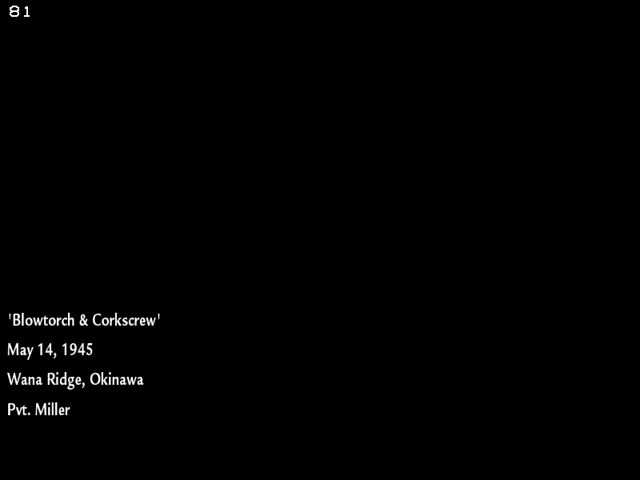 81
'Blowtorch & Corkscrew'
May 14, 1945
Wana Ridge, Okinawa
Pvt. Miller